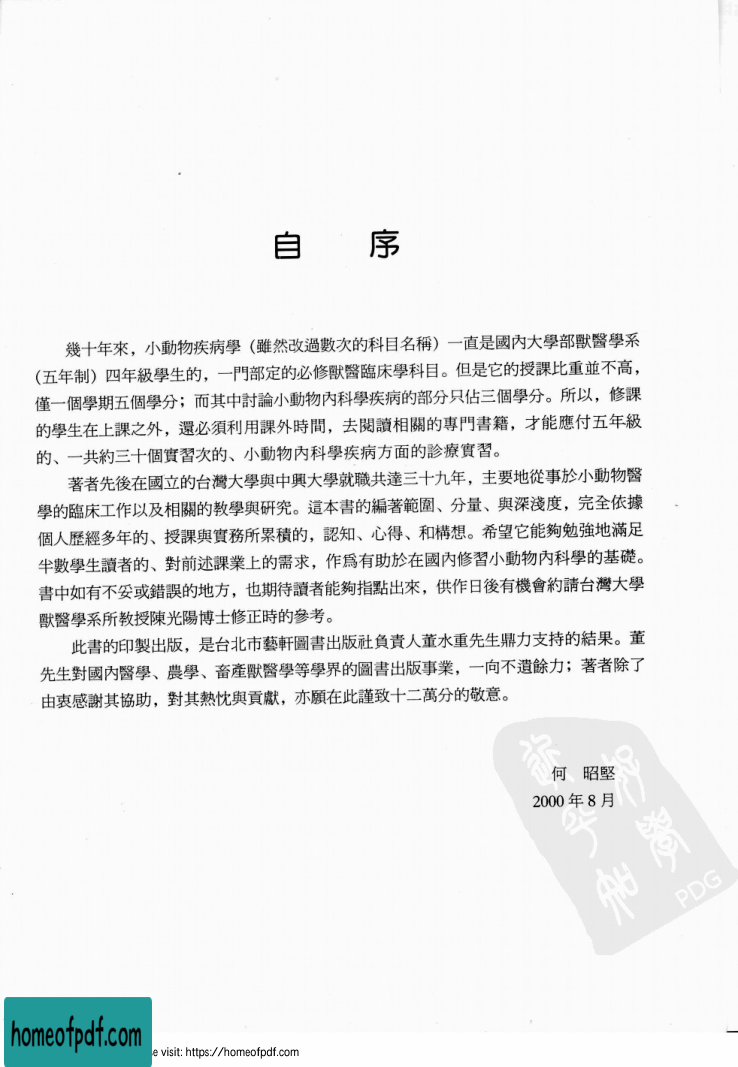 自　序
幾十年來，小動物疾病學（雖然改過數次的科目名稱）一直是國內大學部獸醫學系
(五年制）四年級學生的，一門部定的必修獸醫臨床學科目。但是它的授課比重並不高，
僅一個學期五個學分；而其中討論小動物內科學疾病的部分只佔三個學分。所以，修課
的學生在上課之外，還必須利用課外時間，去閱讀相關的專門書籍，才能應付五年級
的、一共約三十個實習次的、小動物內科學疾病方面的診療實習。
著者先後在國立的台灣大學與中興大學就職共達三十九年，主要地從事於小動物醫
學的臨床工作以及相關的教學與研究。這本書的編著範圍、分量、與深淺度，完全依據
個人歷經多年的、授課與實務所累積的，認知、心得、和構想。希望它能夠勉強地滿足
半數學生讀者的、對前述課業上的需求，作爲有助於在國內修習小動物內科學的基礎。
書中如有不妥或錯誤的地方，也期待讀者能夠指點出來，供作日後有機會約請台灣大學
獸醫學系所教授陳光陽博士修正時的參考。
此書的印製出版，是台北市藝軒圖書出版社負責人董水重先生鼎力支持的結果。董
先生對國內醫學、農學、畜產獸醫學等學界的圖書出版事業，一向不遺餘力；著者除了
由衷感謝其協助，對其熱忱與貢獻，亦願在此謹致十二萬分的敬意。
何　昭堅
2000 年 8 月
PDG
homeofpdf.com
visit: https://homeofpdf.com